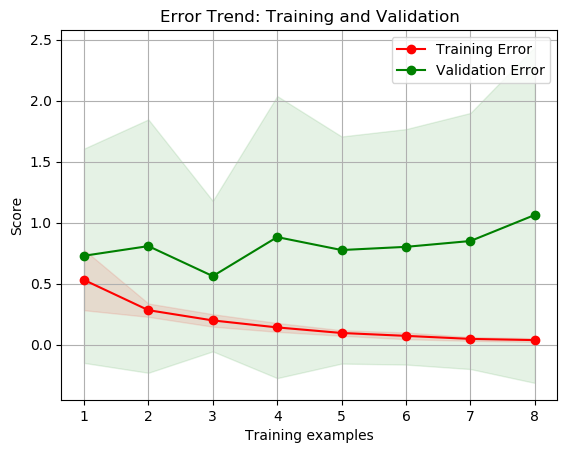 Error Trend: Training and Validation
2.5
2.0
1.5
1.0
0.5
0.0
Score
Training Error
Validation Error
1 2 3 4 5 6 7 8
Training examples